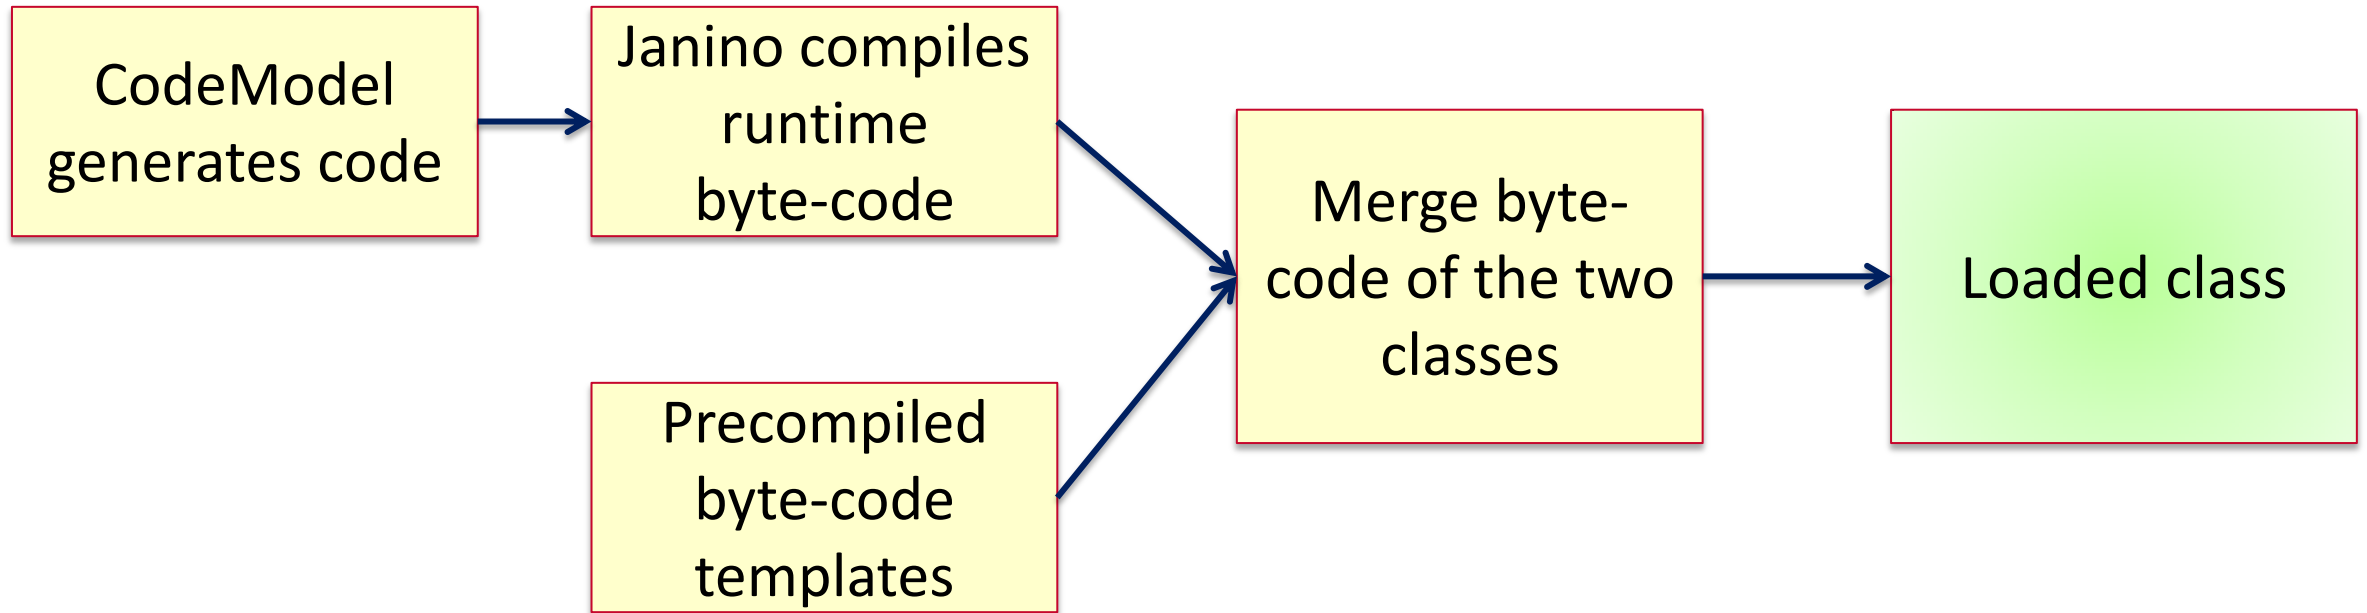 CodeModel
generates code
Janino compiles
runtime
byte-code
Precompiled
byte-code
templates
Merge byte-
code of the two
classes
Loaded class